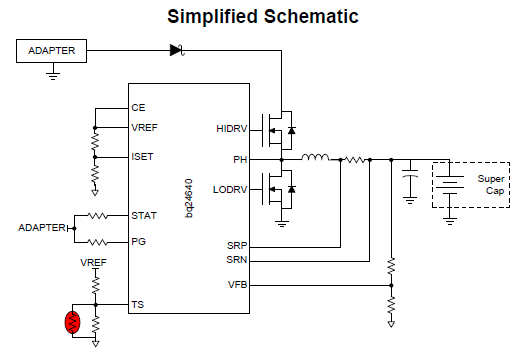 Simplified Schematic
ADAPTER
CE
VREF
HIDRV
ISET
PH
Super
Cap
bq24640
LODRV
STAT
ADAPTER
PG
SRP
SRN
VREF
VFB
TS